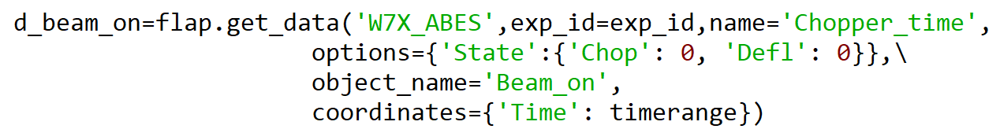 d_beam_on=flap.get_data('W7X_ABES',exp_id=exp_id,name='Chopper_time',
options={'State':{'Chop': 0, 'Defl': 0}},\
object_name='Beam_on',
coordinates={'Time': timerange})